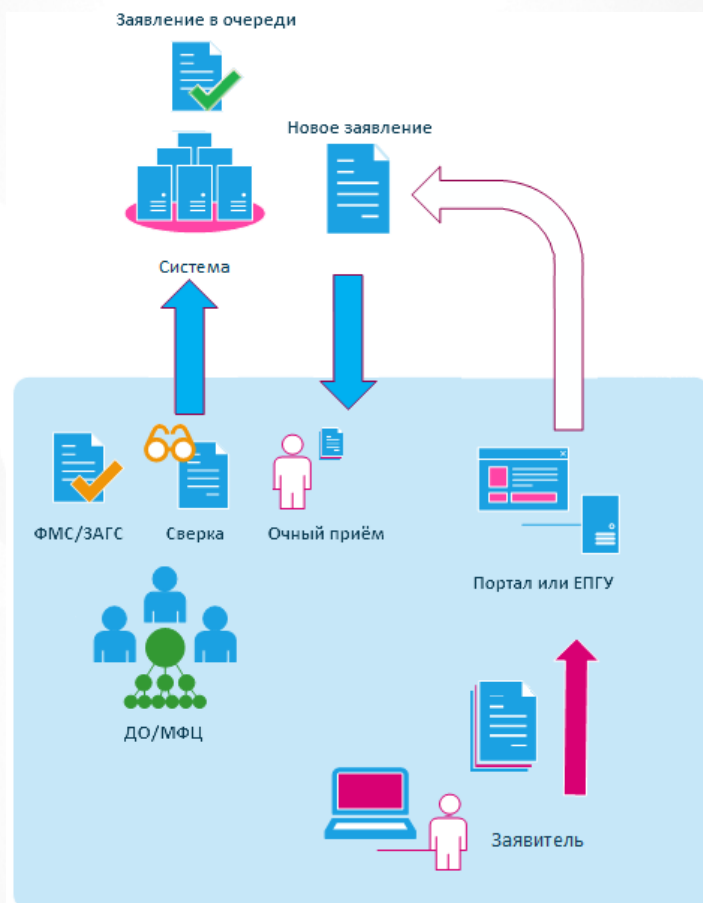 Заявление в очереди
Новое заявление
Система
ФМС/ЗАГС
Сверка
Очный приём
Портал или ЕПГУ
ДО/МФЦ
Заявитель